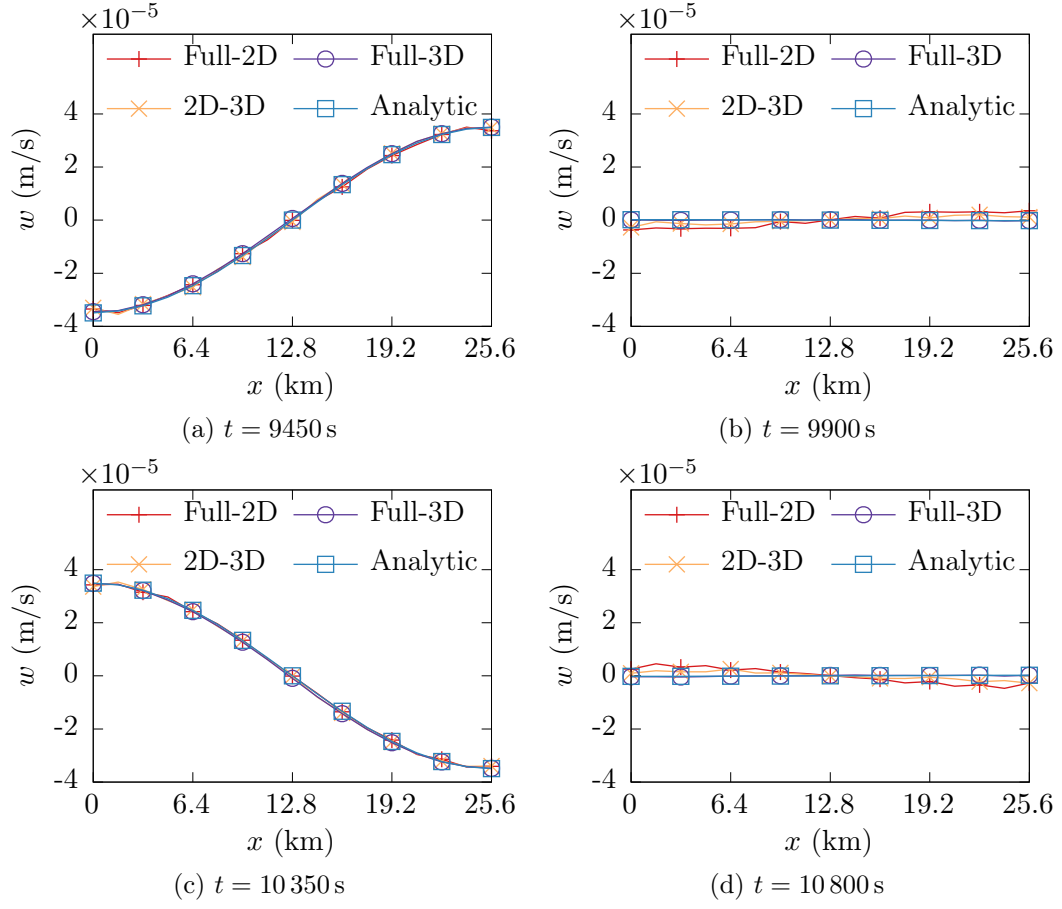 ×10⁻⁵
Full-2D Full-3D
2D-3D Analytic
w (m/s)
4
2
0
-2
-4
0 6.4 12.8 19.2 25.6
x (km)
(a) t = 9450 s
×10⁻⁵
Full-2D Full-3D
2D-3D Analytic
w (m/s)
4
2
0
-2
-4
0 6.4 12.8 19.2 25.6
x (km)
(b) t = 9900 s
×10⁻⁵
Full-2D Full-3D
2D-3D Analytic
w (m/s)
4
2
0
-2
-4
0 6.4 12.8 19.2 25.6
x (km)
(c) t = 10 350 s
×10⁻⁵
Full-2D Full-3D
2D-3D Analytic
w (m/s)
4
2
0
-2
-4
0 6.4 12.8 19.2 25.6
x (km)
(d) t = 10 800 s